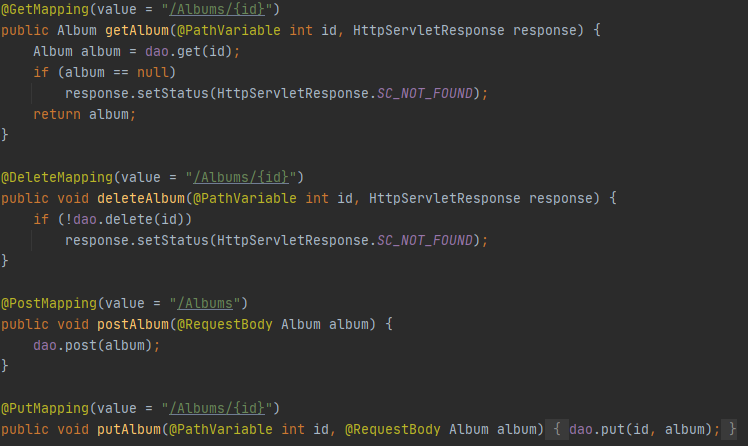 @GetMapping(value = "/Albums/{id}")
public Album getAlbum(@PathVariable int id, HttpServletResponse response) {
    Album album = dao.get(id);
    if (album == null)
        response.setStatus(HttpServletResponse.SC_NOT_FOUND);
    return album;
}

@DeleteMapping(value = "/Albums/{id}")
public void deleteAlbum(@PathVariable int id, HttpServletResponse response) {
    if (!dao.delete(id))
        response.setStatus(HttpServletResponse.SC_NOT_FOUND);
}

@PostMapping(value = "/Albums")
public void postAlbum(@RequestBody Album album) {
    dao.post(album);
}

@PutMapping(value = "/Albums/{id}")
public void putAlbum(@PathVariable int id, @RequestBody Album album) { dao.put(id, album); }